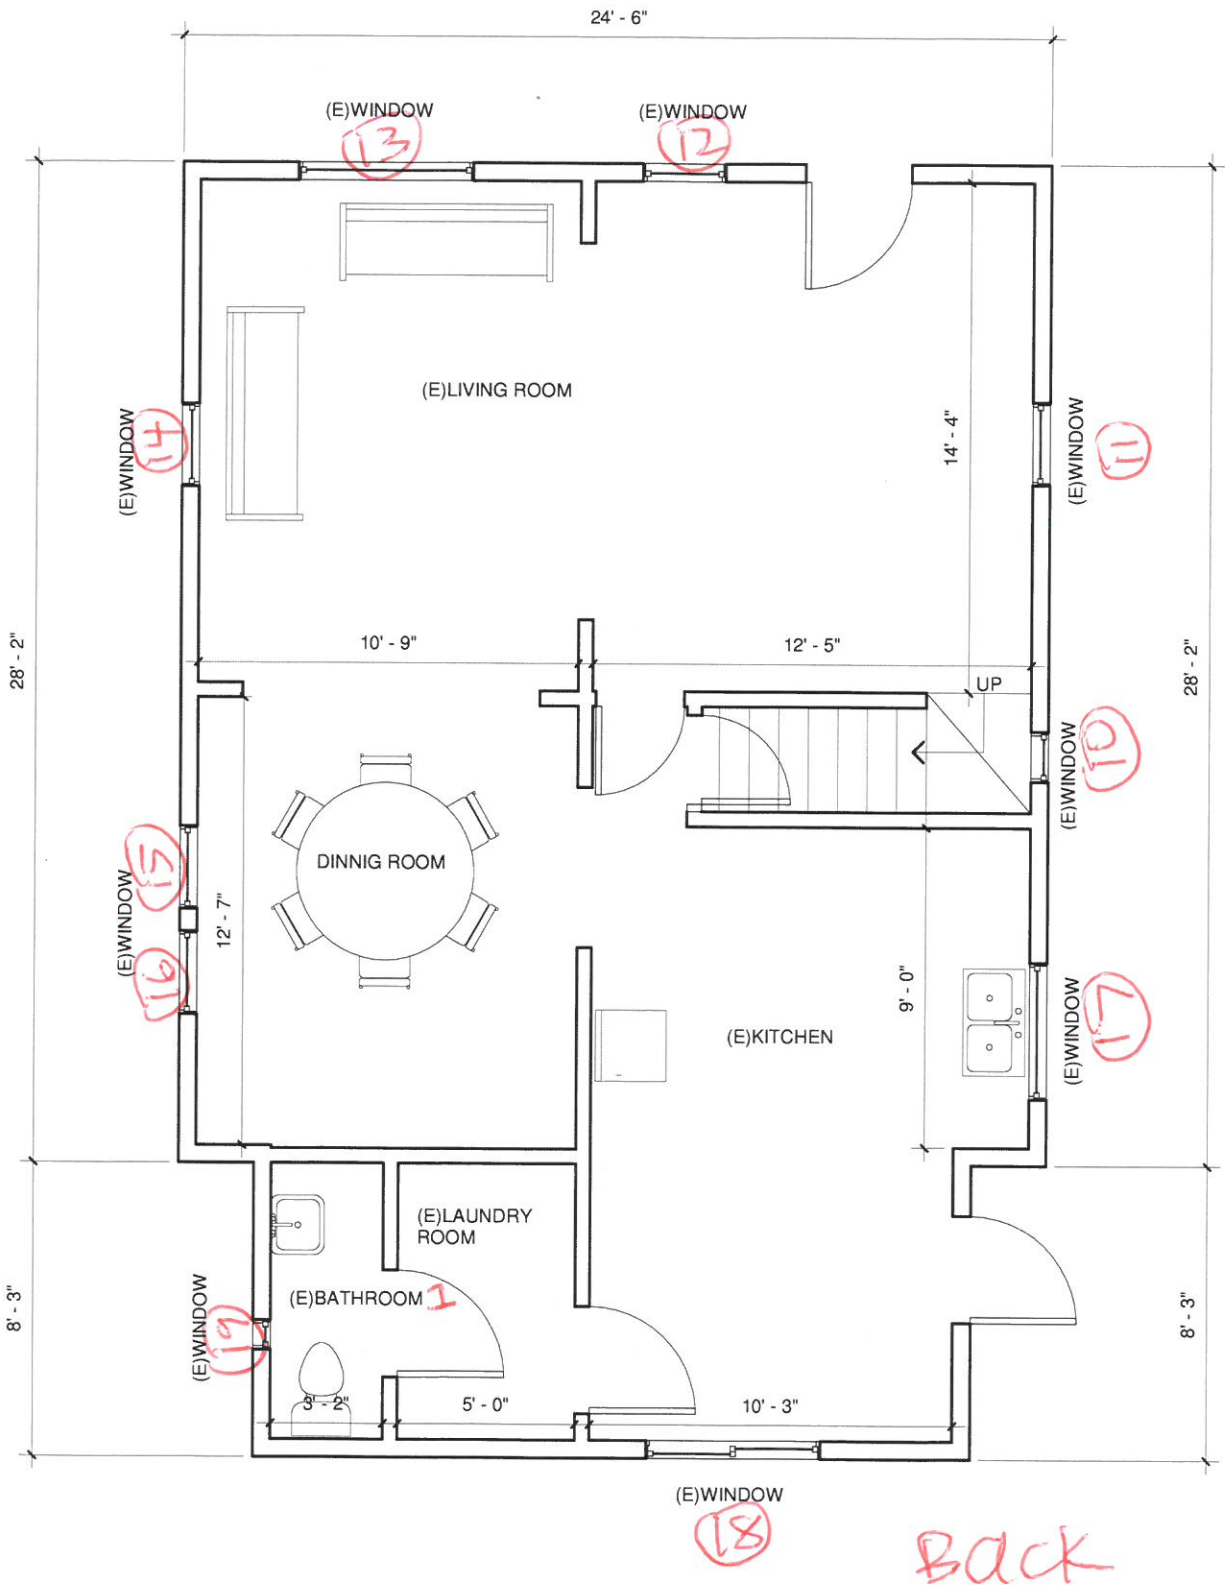 24' - 6"
(E)WINDOW
13
(E)WINDOW
12
(E)LIVING ROOM
(E)WINDOW
14
14' - 4"
(E)WINDOW
11
28' - 2"
10' - 9"
12' - 5"
28' - 2"
UP
(E)WINDOW
10
DINNIG ROOM
(E)WINDOW
15
16
12' - 7"
9' - 0"
(E)KITCHEN
(E)WINDOW
17
(E)LAUNDRY
ROOM
(E)BATHROOM 1
(E)WINDOW
19
8' - 3"
8' - 3"
3' - 2"
5' - 0"
10' - 3"
(E)WINDOW
18
Back